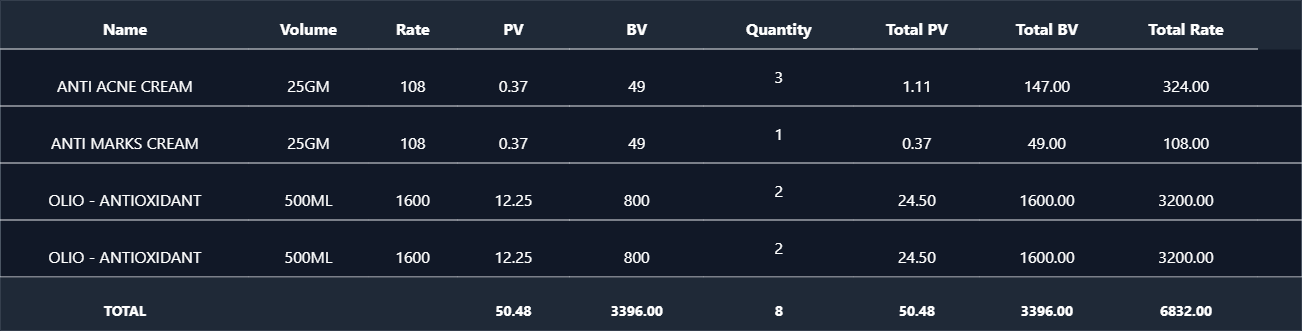 Name Volume Rate PV BV Quantity Total PV Total BV Total Rate
ANTI ACNE CREAM 25GM 108 0.37 49 3 1.11 147.00 324.00
ANTI MARKS CREAM 25GM 108 0.37 49 1 0.37 49.00 108.00
OLIO - ANTIOXIDANT 500ML 1600 12.25 800 2 24.50 1600.00 3200.00
OLIO - ANTIOXIDANT 500ML 1600 12.25 800 2 24.50 1600.00 3200.00
TOTAL 50.48 3396.00 8 50.48 3396.00 6832.00